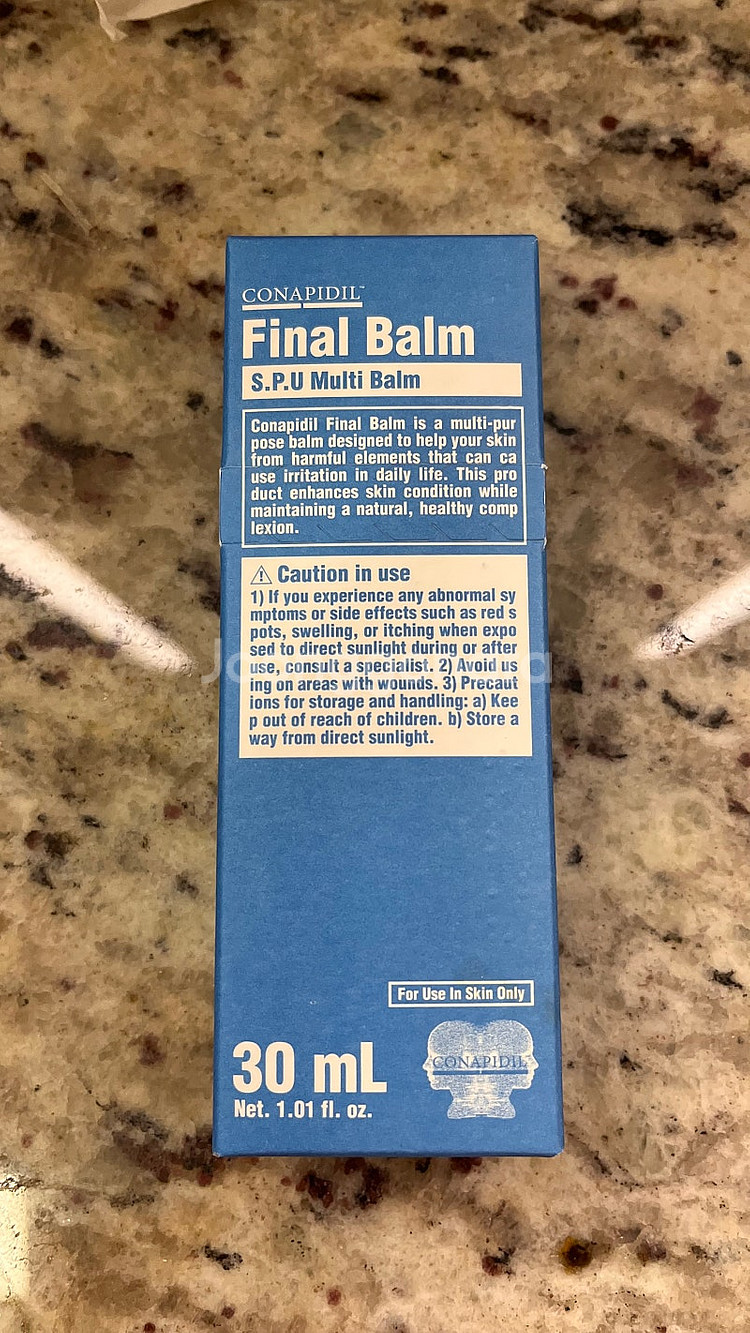 CONAPIDIL™
Final Balm
S.P.U Multi Balm
Conapidil Final Balm is a multi-pur
pose balm designed to help your skin
from harmful elements that can ca
use irritation in daily life. This pro
duct enhances skin condition while
maintaining a natural, healthy comp
lexion.
Caution in use
1) If you experience any abnormal sy
mptoms or side effects such as red s
pots, swelling, or itching when expo
sed to direct sunlight during or after
use, consult a specialist. 2) Avoid us
ing on areas with wounds. 3) Precaut
ions for storage and handling: a) Kee
p out of reach of children. b) Store a
way from direct sunlight.
For Use In Skin Only
CONAPIDIL
30 mL
Net. 1.01 fl. oz.